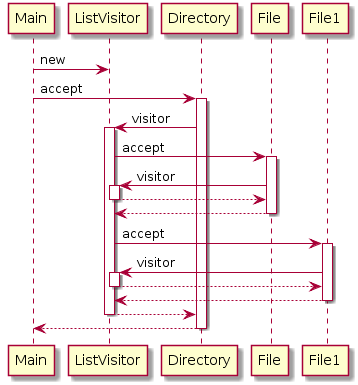 Main ListVisitor Directory File File1
new
accept
visitor
accept
visitor
accept
visitor
Main ListVisitor Directory File File1